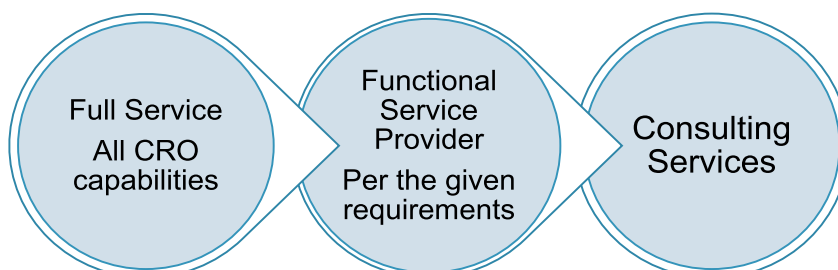 Full Service
All CRO
capabilities
Functional
Service
Provider
Per the given
requirements
Consulting
Services